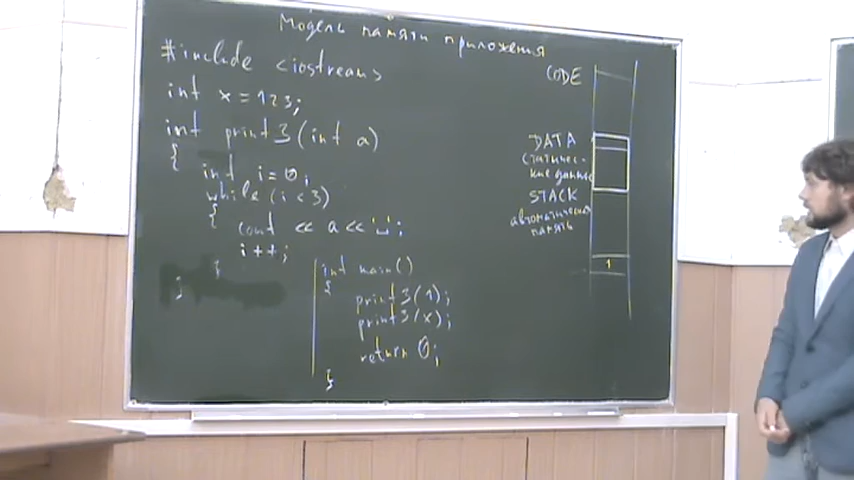 Модель памяти приложения
#include <iostream>
int x = 123;
int print3(int a)
{
int i = 0;
while (i < 3)
{
cout << a << '␣';
i++;
}
}
int main()
{
print3(1);
print3(x);
return 0;
}
CODE
DATA
статичес-
кие данные
STACK
автоматическая
память
1